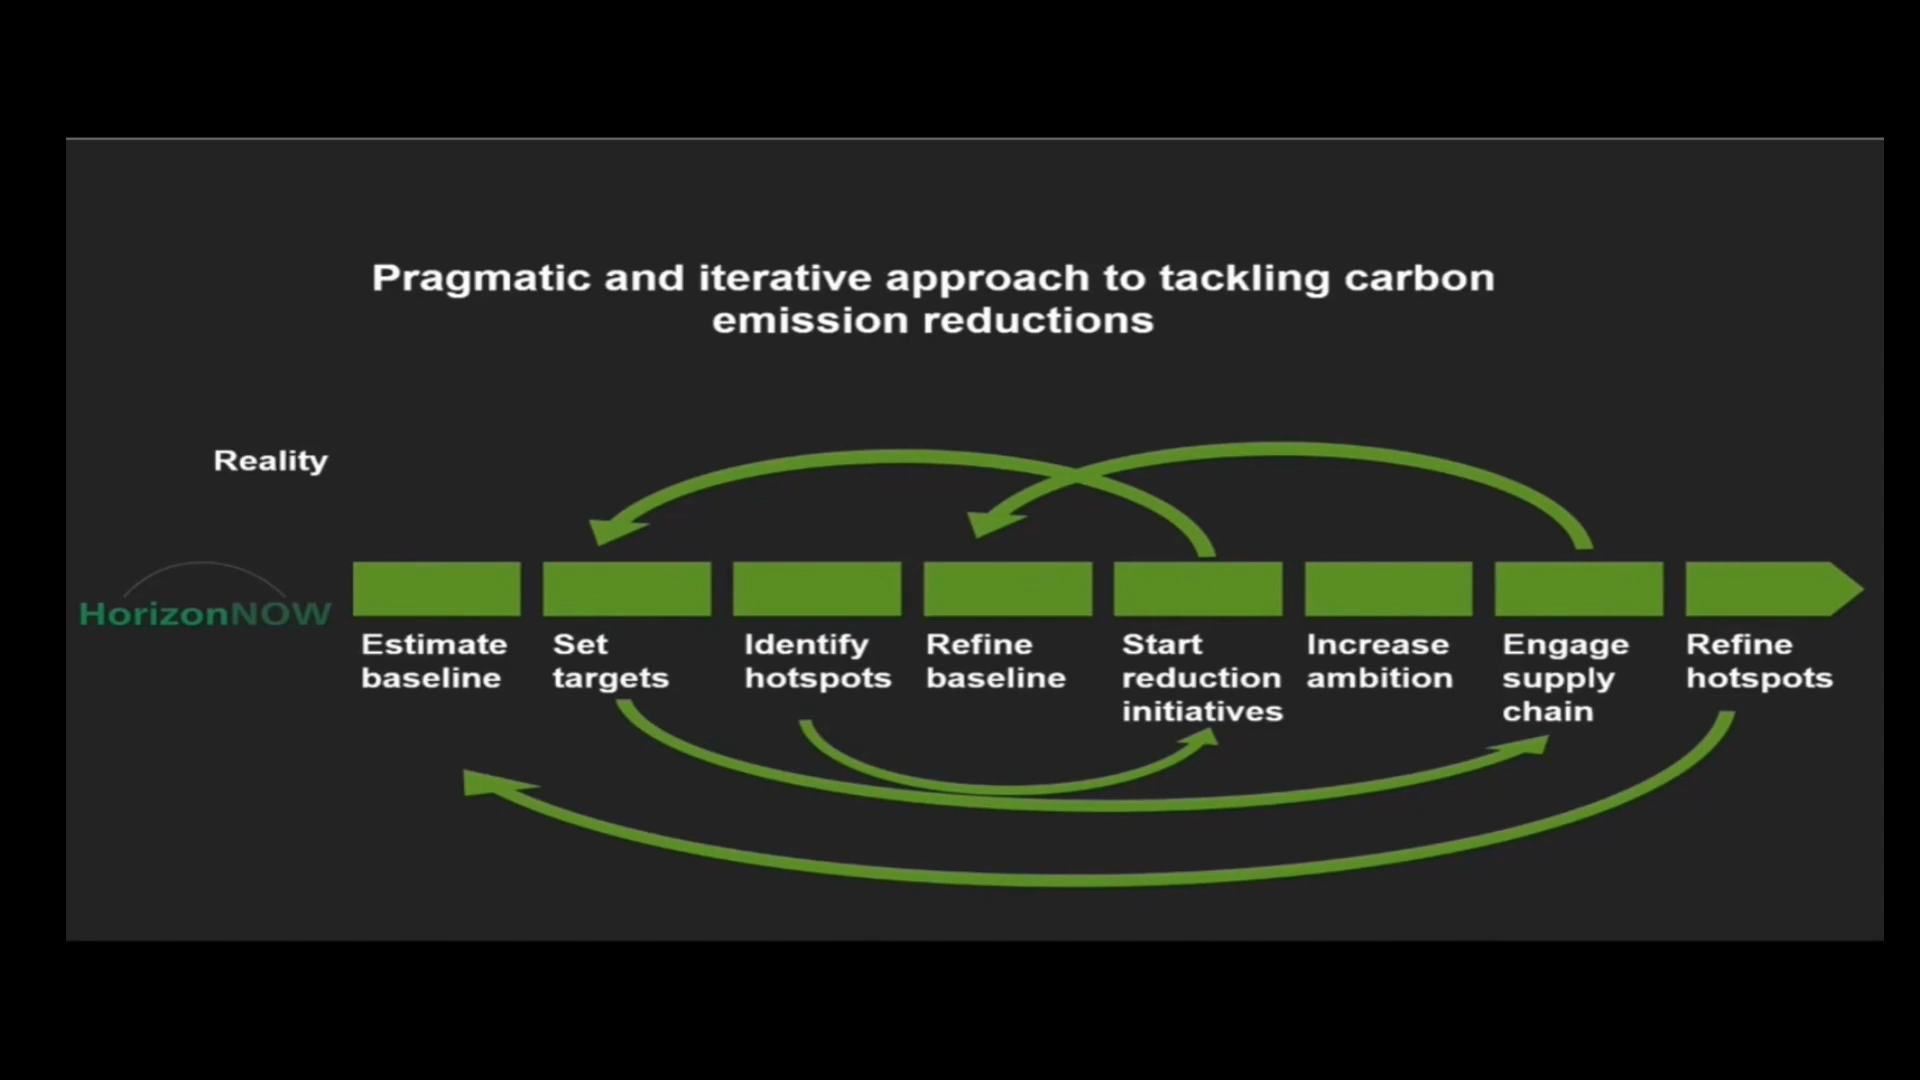 Pragmatic and iterative approach to tackling carbon
emission reductions
Reality
HorizonNOW
Estimate
baseline
Set
targets
Identify
hotspots
Refine
baseline
Start
reduction
initiatives
Increase
ambition
Engage
supply
chain
Refine
hotspots